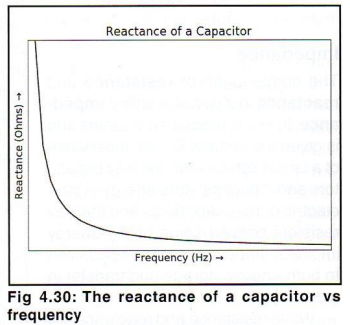 Reactance of a Capacitor
Reactance (Ohms) →
Frequency (Hz) →
Fig 4.30: The reactance of a capacitor vs
frequency